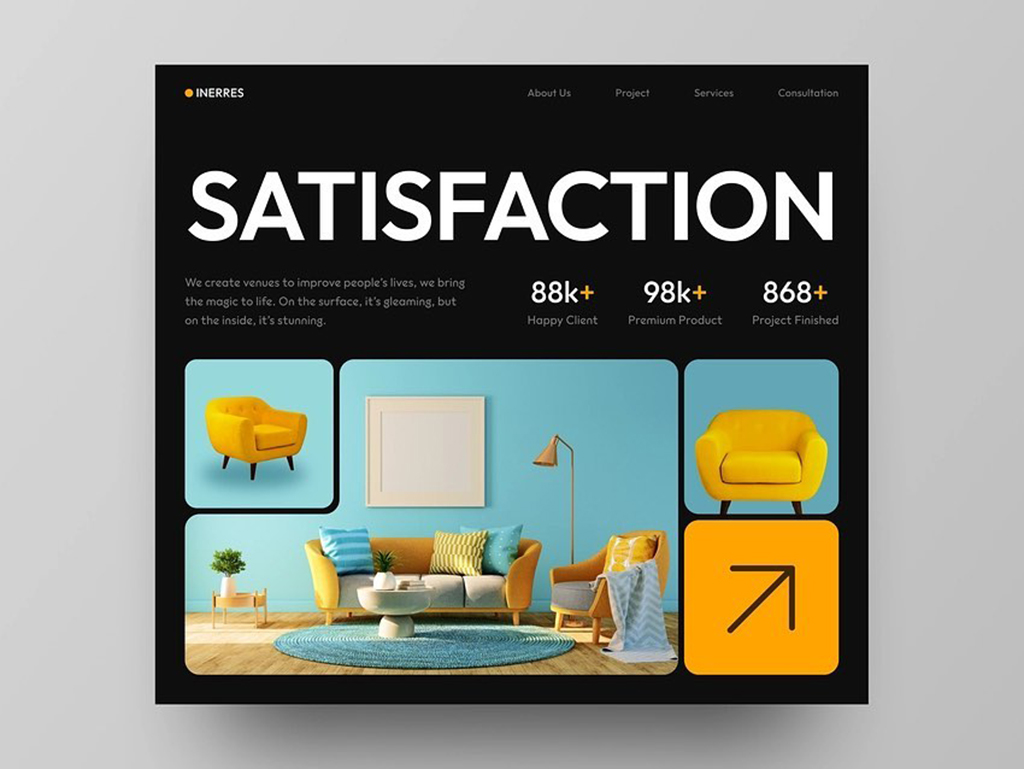 INERRES
About Us
Project
Services
Consultation
SATISFACTION
We create venues to improve people's lives, we bring
the magic to life. On the surface, it's gleaming, but
on the inside, it's stunning.
88k+
Happy Client
98k+
Premium Product
868+
Project Finished